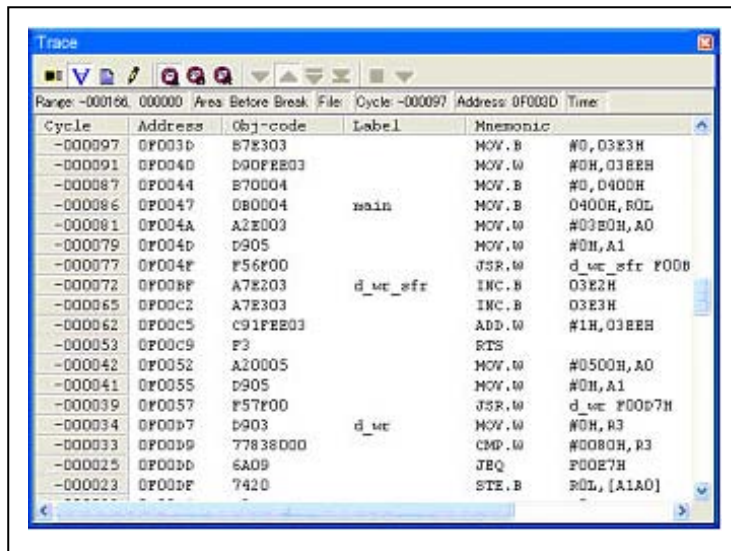 Trace
Range: -000166, 000000 Area: Before Break File: Cycle: -000097 Address: 0F003D Time:
Cycle Address Obj-code Label Mnemonic
-000097 0F003D B7E303 MOV.B #0,03E3H
-000091 0F0040 D90FEE03 MOV.W #0H,03EEH
-000087 0F0044 B70004 MOV.B #0,0400H
-000086 0F0047 0B0004 main MOV.B 0400H,R0L
-000081 0F004A A2E003 MOV.W #03E0H,A0
-000079 0F004D D905 MOV.W #0H,A1
-000077 0F004F F56F00 JSR.W d_wr_sfr F00B
-000072 0F00BF A7E203 d_wr_sfr INC.B 03E2H
-000065 0F00C2 A7E303 INC.B 03E3H
-000062 0F00C5 C91FEE03 ADD.W #1H,03EEH
-000053 0F00C9 F3 RTS
-000042 0F0052 A20005 MOV.W #0500H,A0
-000041 0F0055 D905 MOV.W #0H,A1
-000039 0F0057 F57F00 JSR.W d_wr F00D7H
-000034 0F00D7 D903 d_wr MOV.W #0H,R3
-000033 0F00D9 77838000 CMP.W #0080H,R3
-000025 0F00DD 6A09 JEQ F00E7H
-000023 0F00DF 7420 STE.B R0L,[A1A0]